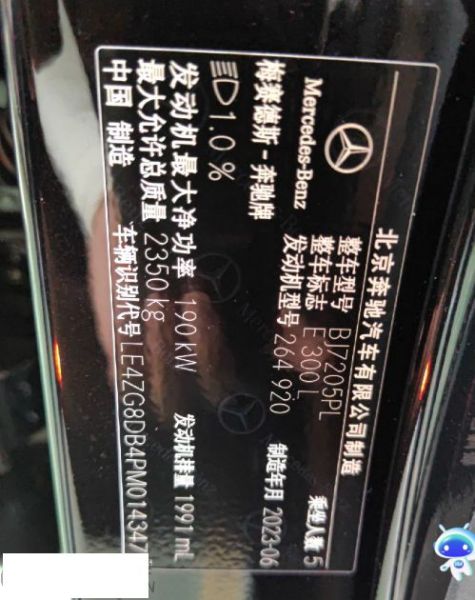 北京奔驰汽车有限公司制造
Mercedes-Benz
整车型号 BJ7205PL 乘坐人数 5
整车标志 E 300 L
发动机型号 264 920 制造年月 2023-06
梅赛德斯-奔驰牌
1.0 %
发动机最大净功率 190 kW 发动机排量 1991 mL
最大允许总质量 2350 kg
中国 制造 车辆识别代号 LE4ZG8DB4PM014347